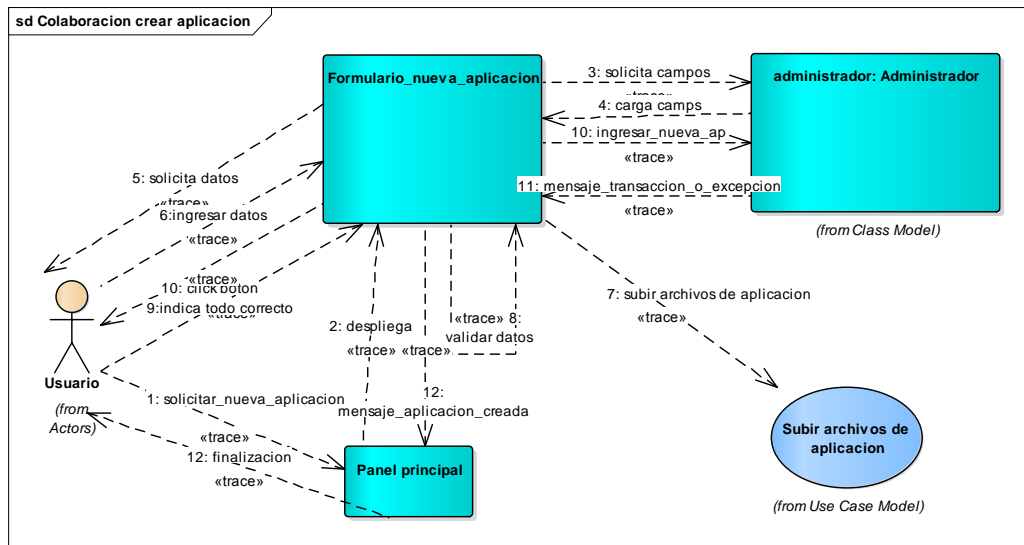 sd Colaboracion crear aplicacion
Formulario_nueva_aplicacion
administrador: Administrador
3: solicita campos
«trace»
4: carga camps
10: ingresar_nueva_ap
«trace»
11: mensaje_transaccion_o_excepcion
«trace»
(from Class Model)
5: solicita datos
«trace»
6:ingresar datos
«trace»
«trace»
10: click boton
9:indica todo correcto
«trace»
7: subir archivos de aplicacion
«trace»
2: despliega
«trace»
«trace»
«trace» 8:
validar datos
Usuario
(from
Actors)
1: solicitar_nueva_aplicacion
«trace»
12:
mensaje_aplicacion_creada
12: finalizacion
«trace»
Panel principal
Subir archivos de
aplicacion
(from Use Case Model)